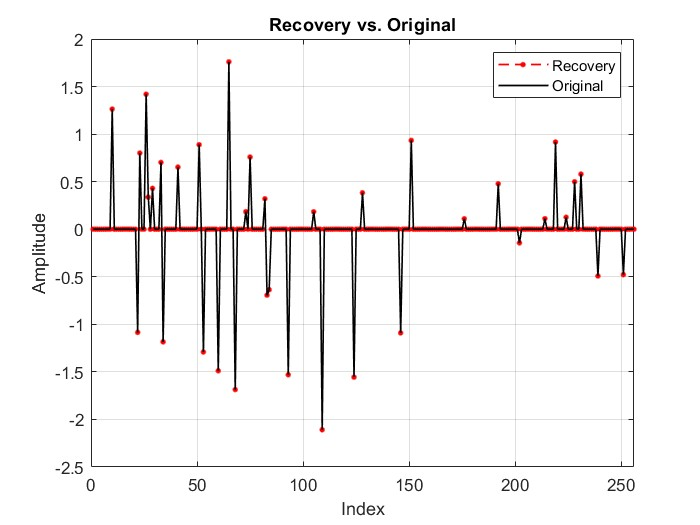 Recovery vs. Original
2
1.5
1
0.5
0
-0.5
-1
-1.5
-2
-2.5
Amplitude
Recovery
Original
0 50 100 150 200 250
Index